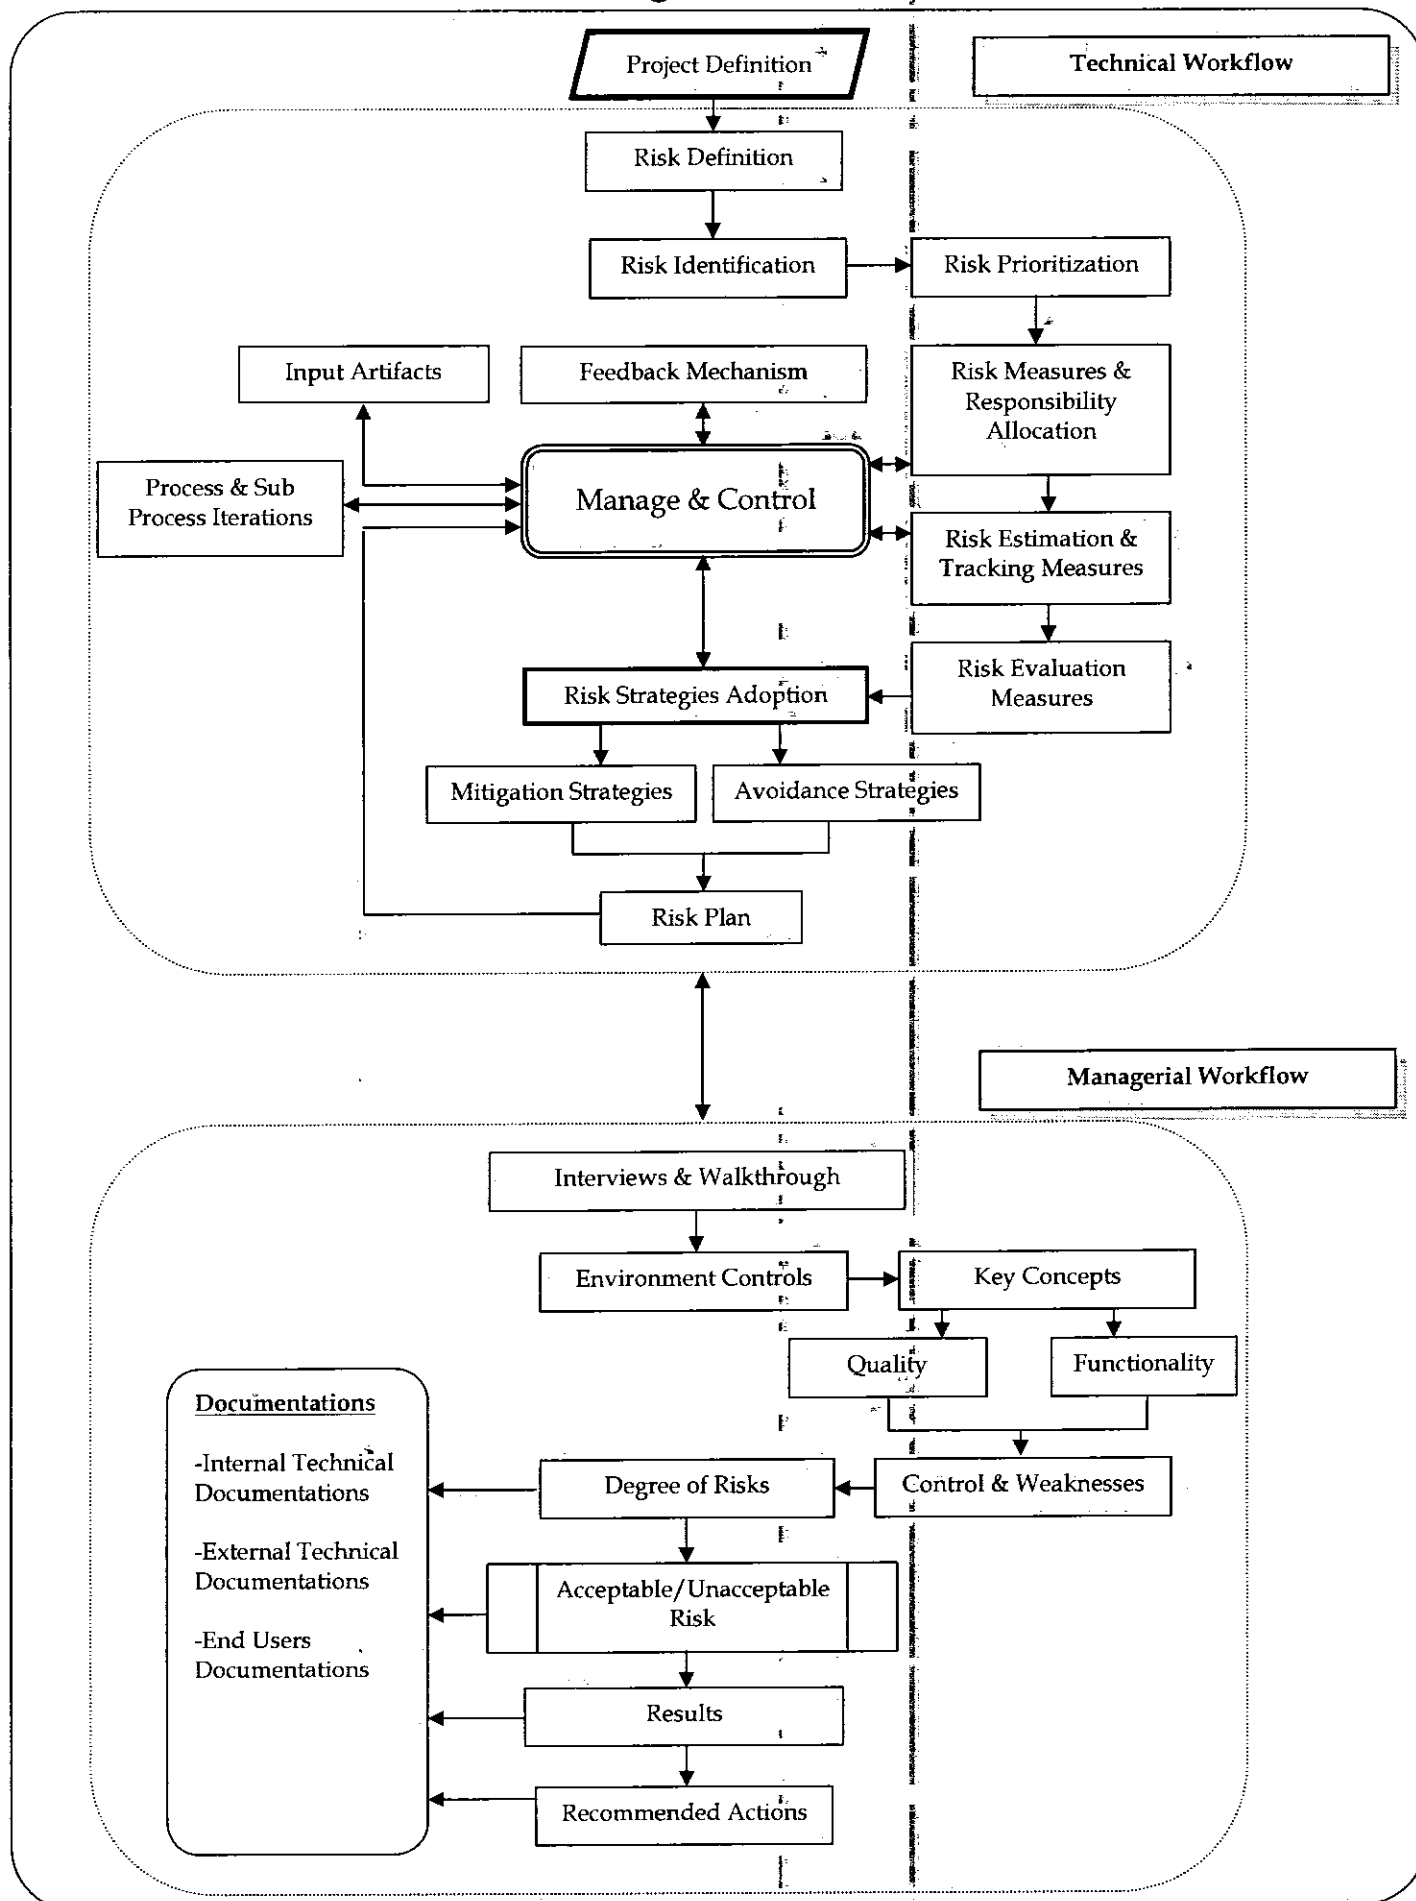 Project Definition
Technical Workflow
Risk Definition
Risk Identification
Risk Prioritization
Input Artifacts
Feedback Mechanism
Risk Measures &
Responsibility
Allocation
Process & Sub
Process Iterations
Manage & Control
Risk Estimation &
Tracking Measures
Risk Strategies Adoption
Risk Evaluation
Measures
Mitigation Strategies
Avoidance Strategies
Risk Plan
Managerial Workflow
Interviews & Walkthrough
Environment Controls
Key Concepts
Quality
Functionality
Documentations
-Internal Technical
Documentations
-External Technical
Documentations
-End Users
Documentations
Degree of Risks
Control & Weaknesses
Acceptable/Unacceptable
Risk
Results
Recommended Actions